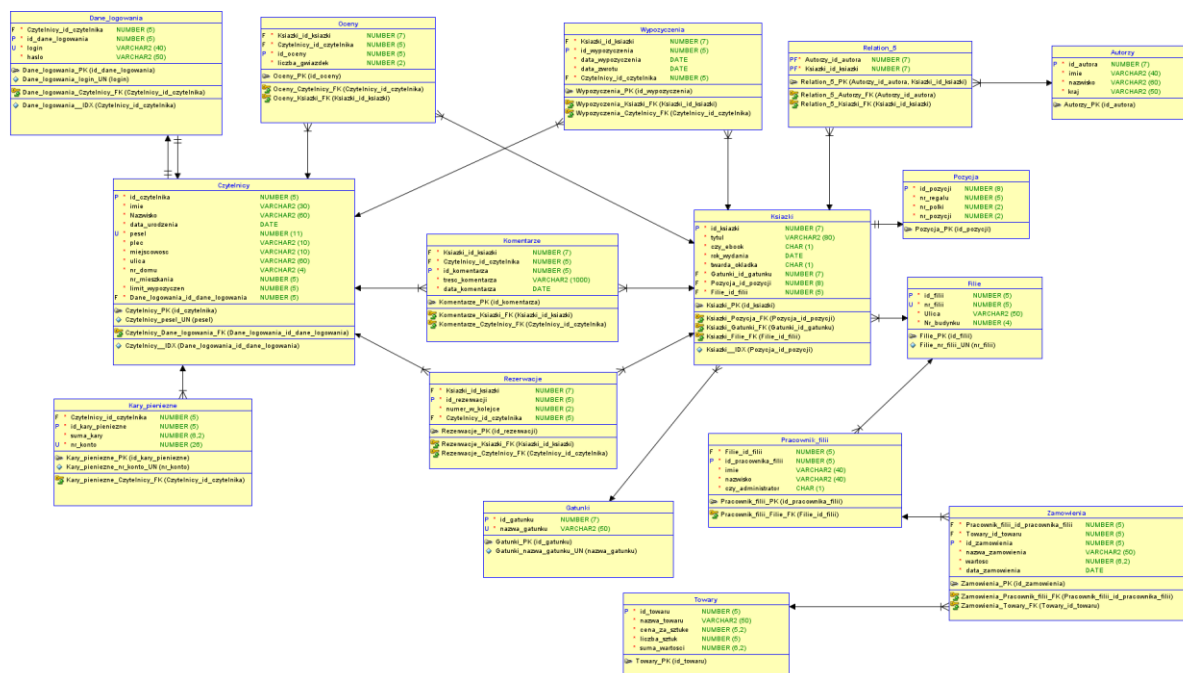 Dane_logowania
F * Czytelnicy_id_czytelnika NUMBER (5)
P * id_dane_logowania NUMBER (5)
U * login VARCHAR2 (40)
* haslo VARCHAR2 (50)
Dane_logowania_PK (id_dane_logowania)
Dane_logowania_login_UN (login)
Dane_logowania_Czytelnicy_FK (Czytelnicy_id_czytelnika)
Dane_logowania__IDX (Czytelnicy_id_czytelnika)
Oceny
F * Ksiazki_id_ksiazki NUMBER (7)
F * Czytelnicy_id_czytelnika NUMBER (5)
P * id_oceny NUMBER (5)
* liczba_gwiazdek NUMBER (2)
Oceny_PK (id_oceny)
Oceny_Czytelnicy_FK (Czytelnicy_id_czytelnika)
Oceny_Ksiazki_FK (Ksiazki_id_ksiazki)
Wypozyczenia
F * Ksiazki_id_ksiazki NUMBER (7)
P * id_wypozyczenia NUMBER (5)
* data_wypozyczenia DATE
* data_zwrotu DATE
F * Czytelnicy_id_czytelnika NUMBER (5)
Wypozyczenia_PK (id_wypozyczenia)
Wypozyczenia_Ksiazki_FK (Ksiazki_id_ksiazki)
Wypozyczenia_Czytelnicy_FK (Czytelnicy_id_czytelnika)
Relation_5
PF* Autorzy_id_autora NUMBER (7)
PF* Ksiazki_id_ksiazki NUMBER (7)
Relation_5_PK (Autorzy_id_autora, Ksiazki_id_ksiazki)
Relation_5_Autorzy_FK (Autorzy_id_autora)
Relation_5_Ksiazki_FK (Ksiazki_id_ksiazki)
Autorzy
P * id_autora NUMBER (7)
* imie VARCHAR2 (40)
* nazwisko VARCHAR2 (60)
* kraj VARCHAR2 (50)
Autorzy_PK (id_autora)
Czytelnicy
P * id_czytelnika NUMBER (5)
* imie VARCHAR2 (30)
* Nazwisko VARCHAR2 (60)
* data_urodzenia DATE
U * pesel NUMBER (11)
* plec VARCHAR2 (10)
* miejscowosc VARCHAR2 (10)
* ulica VARCHAR2 (60)
* nr_domu VARCHAR2 (4)
nr_mieszkania NUMBER (5)
* limit_wypozyczen NUMBER (5)
F * Dane_logowania_id_dane_logowania NUMBER (5)
Czytelnicy_PK (id_czytelnika)
Czytelnicy_pesel_UN (pesel)
Czytelnicy_Dane_logowania_FK (Dane_logowania_id_dane_logowania)
Czytelnicy__IDX (Dane_logowania_id_dane_logowania)
Pozycja
P * id_pozycji NUMBER (8)
* nr_regalu NUMBER (5)
* nr_polki NUMBER (2)
* nr_pozycji NUMBER (2)
Pozycja_PK (id_pozycji)
Ksiazki
P * id_ksiazki NUMBER (7)
* tytul VARCHAR2 (80)
* czy_ebook CHAR (1)
* rok_wydania DATE
* twarda_okladka CHAR (1)
F * Gatunki_id_gatunku NUMBER (7)
F * Pozycja_id_pozycji NUMBER (8)
F * Filie_id_filii NUMBER (5)
Ksiazki_PK (id_ksiazki)
Ksiazki_Pozycja_FK (Pozycja_id_pozycji)
Ksiazki_Gatunki_FK (Gatunki_id_gatunku)
Ksiazki_Filie_FK (Filie_id_filii)
Ksiazki__IDX (Pozycja_id_pozycji)
Komentarze
F * Ksiazki_id_ksiazki NUMBER (7)
F * Czytelnicy_id_czytelnika NUMBER (5)
P * id_komentarza NUMBER (5)
* tresc_komentarza VARCHAR2 (1000)
* data_komentarza DATE
Komentarze_PK (id_komentarza)
Komentarze_Ksiazki_FK (Ksiazki_id_ksiazki)
Komentarze_Czytelnicy_FK (Czytelnicy_id_czytelnika)
Filie
P * id_filii NUMBER (5)
U * nr_filii NUMBER (5)
* Ulica VARCHAR2 (50)
* Nr_budynku NUMBER (4)
Filie_PK (id_filii)
Filie_nr_filii_UN (nr_filii)
Kary_pieniezne
F * Czytelnicy_id_czytelnika NUMBER (5)
P * id_kary_pieniezne NUMBER (5)
* suma_kary NUMBER (6,2)
U * nr_konto NUMBER (26)
Kary_pieniezne_PK (id_kary_pieniezne)
Kary_pieniezne_nr_konto_UN (nr_konto)
Kary_pieniezne_Czytelnicy_FK (Czytelnicy_id_czytelnika)
Rezerwacje
F * Ksiazki_id_ksiazki NUMBER (7)
P * id_rezerwacji NUMBER (5)
* numer_w_kolejce NUMBER (2)
F * Czytelnicy_id_czytelnika NUMBER (5)
Rezerwacje_PK (id_rezerwacji)
Rezerwacje_Ksiazki_FK (Ksiazki_id_ksiazki)
Rezerwacje_Czytelnicy_FK (Czytelnicy_id_czytelnika)
Pracownik_filii
F * Filie_id_filii NUMBER (5)
P * id_pracownika_filii NUMBER (5)
* imie VARCHAR2 (40)
* nazwisko VARCHAR2 (40)
* czy_administrator CHAR (1)
Pracownik_filii_PK (id_pracownika_filii)
Pracownik_filii_Filie_FK (Filie_id_filii)
Gatunki
P * id_gatunku NUMBER (7)
U * nazwa_gatunku VARCHAR2 (50)
Gatunki_PK (id_gatunku)
Gatunki_nazwa_gatunku_UN (nazwa_gatunku)
Zamowienia
F * Pracownik_filii_id_pracownika_filii NUMBER (5)
F * Towary_id_towaru NUMBER (5)
P * id_zamowienia NUMBER (5)
* nazwa_zamowienia VARCHAR2 (50)
* wartosc NUMBER (6,2)
* data_zamowienia DATE
Zamowienia_PK (id_zamowienia)
Zamowienia_Pracownik_filii_FK (Pracownik_filii_id_pracownika_filii)
Zamowienia_Towary_FK (Towary_id_towaru)
Towary
P * id_towaru NUMBER (5)
* nazwa_towaru VARCHAR2 (50)
* cena_za_sztuke NUMBER (5,2)
* liczba_sztuk NUMBER (5)
* suma_wartosci NUMBER (6,2)
Towary_PK (id_towaru)